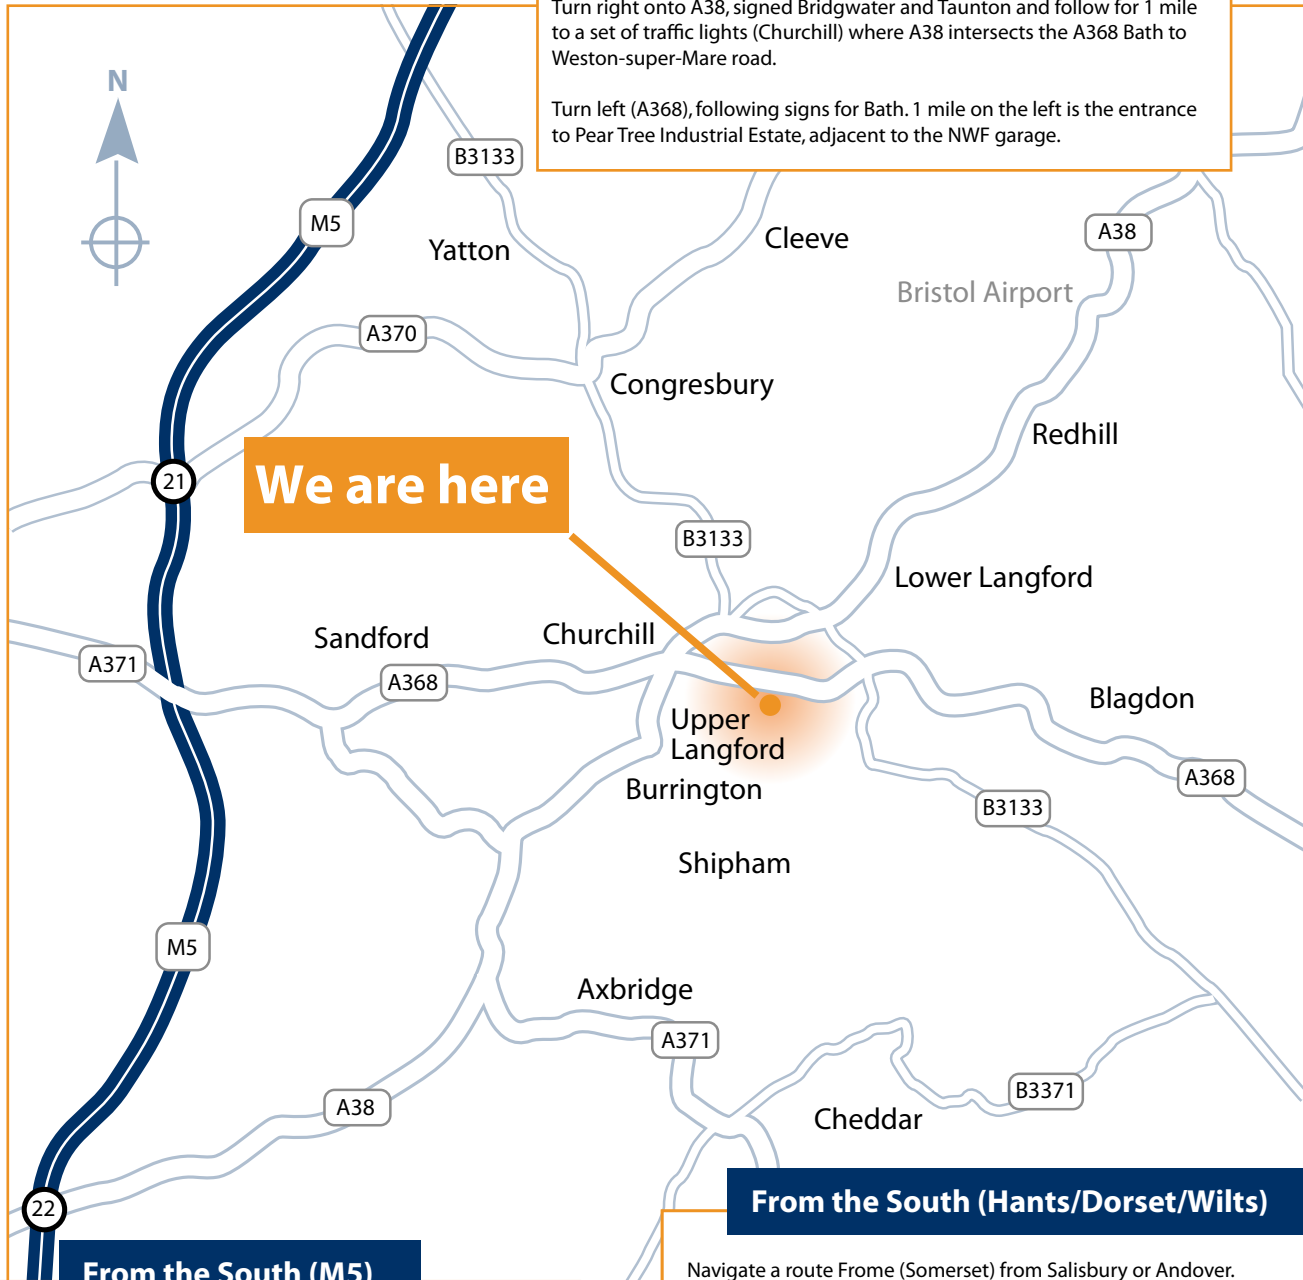 Turn right onto A38, signed Bridgwater and Taunton and follow for 1 mile
to a set of traffic lights (Churchill) where A38 intersects the A368 Bath to
Weston-super-Mare road.
Turn left (A368), following signs for Bath. 1 mile on the left is the entrance
to Pear Tree Industrial Estate, adjacent to the NWF garage.
N
B3133
M5
A38
Yatton
Cleeve
Bristol Airport
A370
Congresbury
Redhill
21
We are here
B3133
Lower Langford
Sandford
Churchill
A371
A368
Blagdon
Upper
Langford
A368
Burrington
B3133
Shipham
M5
Axbridge
A371
B3371
A38
Cheddar
22
From the South (Hants/Dorset/Wilts)
From the South (M5)
Navigate a route Frome (Somerset) from Salisbury or Andover.